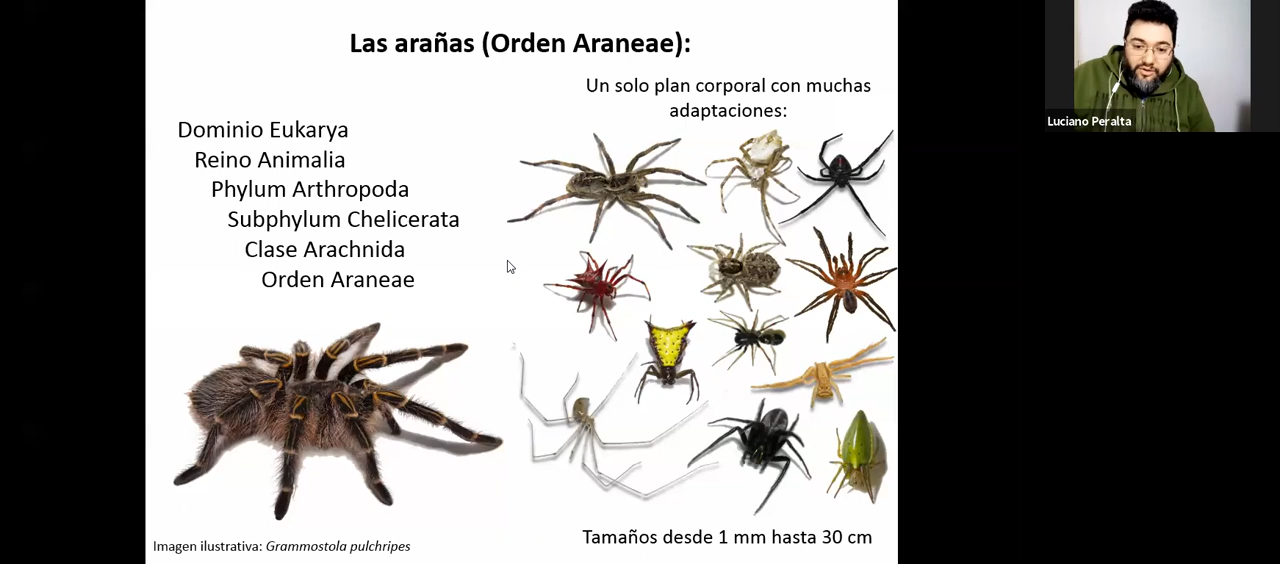 Las arañas (Orden Araneae):
Un solo plan corporal con muchas
adaptaciones:
Dominio Eukarya
Reino Animalia
Phylum Arthropoda
Subphylum Chelicerata
Clase Arachnida
Orden Araneae
Imagen ilustrativa: Grammostola pulchripes
Tamaños desde 1 mm hasta 30 cm
Luciano Peralta